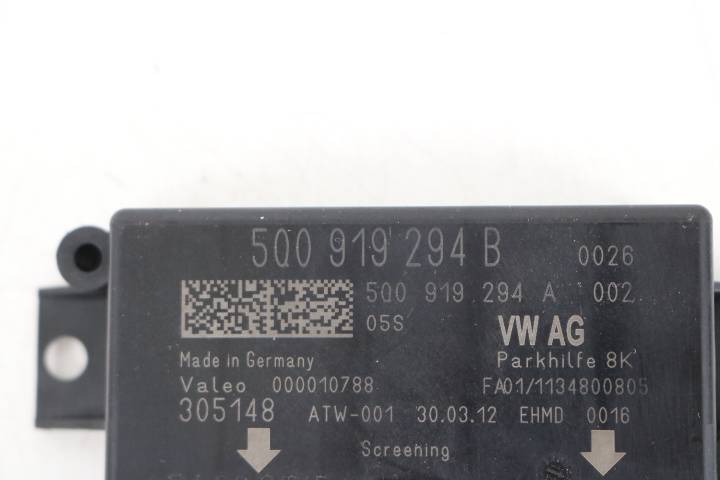 5Q0 919 294 B 0026
5Q0 919 294 A 002
05S VW AG
Made in Germany Parkhilfe 8K
Valeo 000010788 FA01/1134800805
305148 ATW-001 30.03.12 EHMD 0016
Screehing